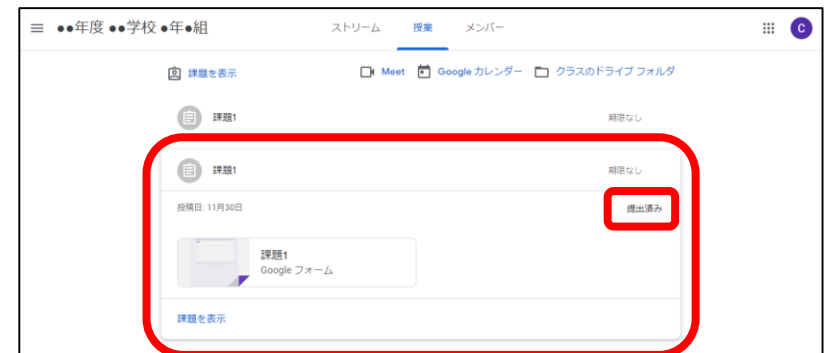 ●●年度 ●●学校 ●年●組 ストリーム 授業 メンバー C
課題を表示 Meet Google カレンダー クラスのドライブ フォルダ
課題1 期限なし
課題1 期限なし
投稿日: 11月30日 提出済み
課題1
Google フォーム
課題を表示